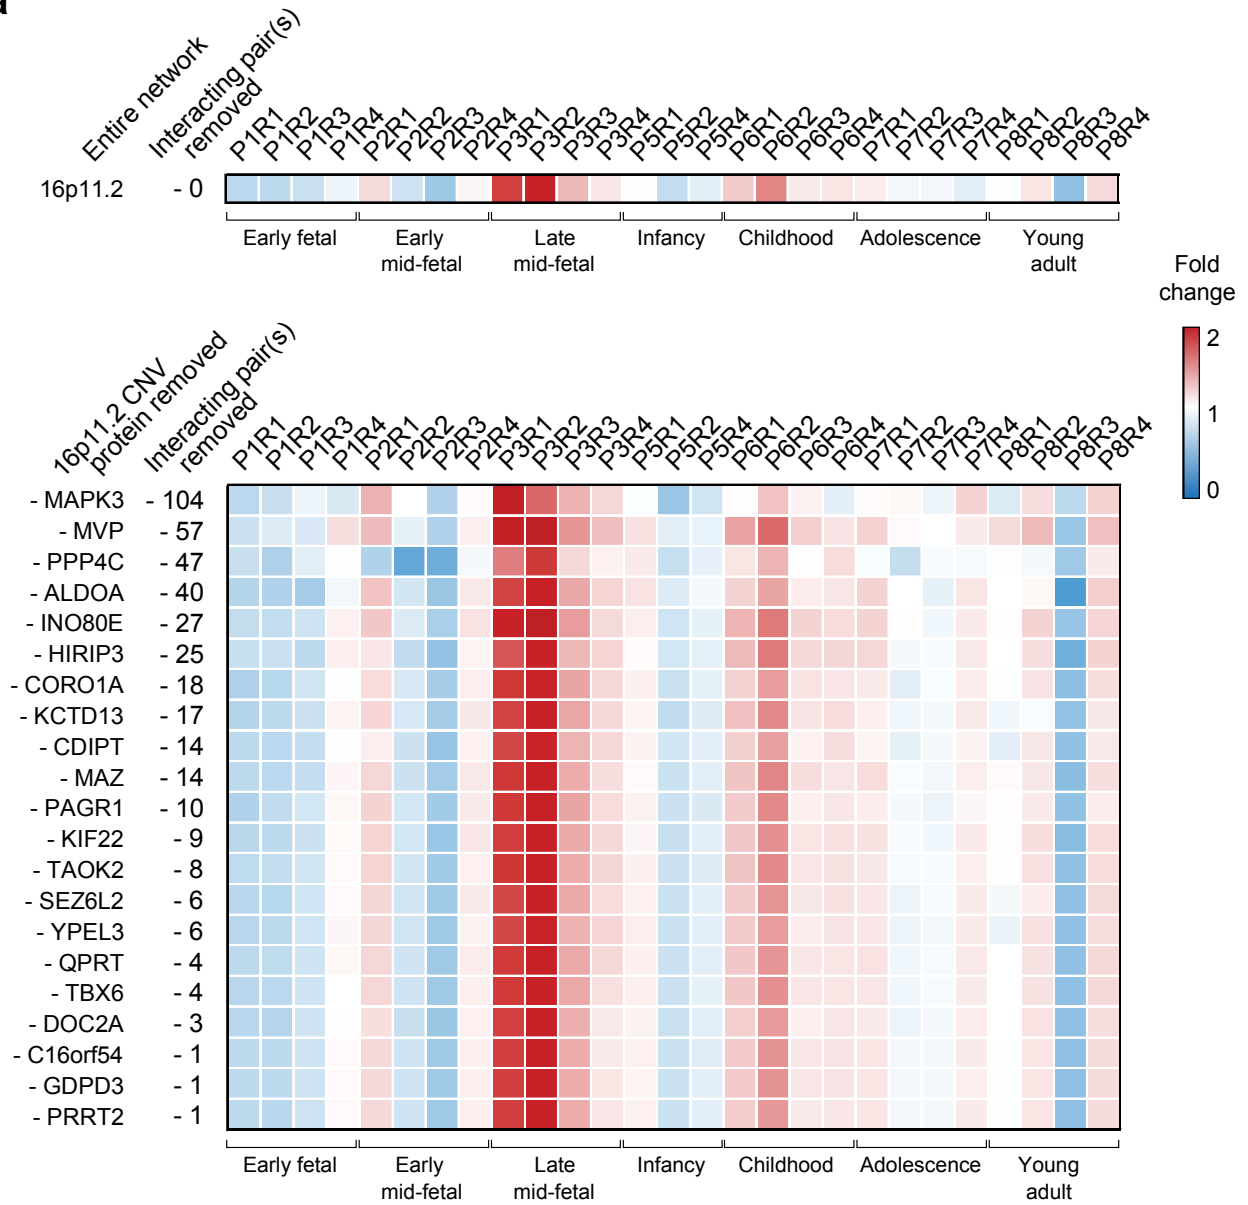 Entire network
Interacting pair(s)
removed
P1R1 P1R2 P1R3 P1R4 P2R1 P2R2 P2R3 P2R4 P3R1 P3R2 P3R3 P3R4 P5R1 P5R2 P5R4 P6R1 P6R2 P6R3 P6R4 P7R1 P7R2 P7R3 P7R4 P8R1 P8R2 P8R3 P8R4
16p11.2 - 0
Early fetal Early mid-fetal Late mid-fetal Infancy Childhood Adolescence Young adult
Fold
change
2
1
0
16p11.2 CNV
protein removed
Interacting pair(s)
removed
P1R1 P1R2 P1R3 P1R4 P2R1 P2R2 P2R3 P2R4 P3R1 P3R2 P3R3 P3R4 P5R1 P5R2 P5R4 P6R1 P6R2 P6R3 P6R4 P7R1 P7R2 P7R3 P7R4 P8R1 P8R2 P8R3 P8R4
- MAPK3 - 104
- MVP - 57
- PPP4C - 47
- ALDOA - 40
- INO80E - 27
- HIRIP3 - 25
- CORO1A - 18
- KCTD13 - 17
- CDIPT - 14
- MAZ - 14
- PAGR1 - 10
- KIF22 - 9
- TAOK2 - 8
- SEZ6L2 - 6
- YPEL3 - 6
- QPRT - 4
- TBX6 - 4
- DOC2A - 3
- C16orf54 - 1
- GDPD3 - 1
- PRRT2 - 1
Early fetal Early mid-fetal Late mid-fetal Infancy Childhood Adolescence Young adult